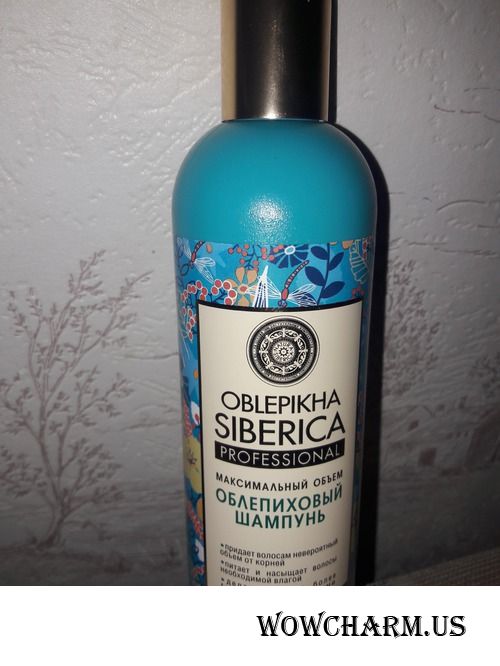 OBLEPIKHA
SIBERICA
PROFESSIONAL
МАКСИМАЛЬНЫЙ ОБЪЕМ
ОБЛЕПИХОВЫЙ
ШАМПУНЬ
•придает волосам невероятный
объем от корней
•питает и насыщает волосы
необходимой влагой
более
WOWCHARM.US